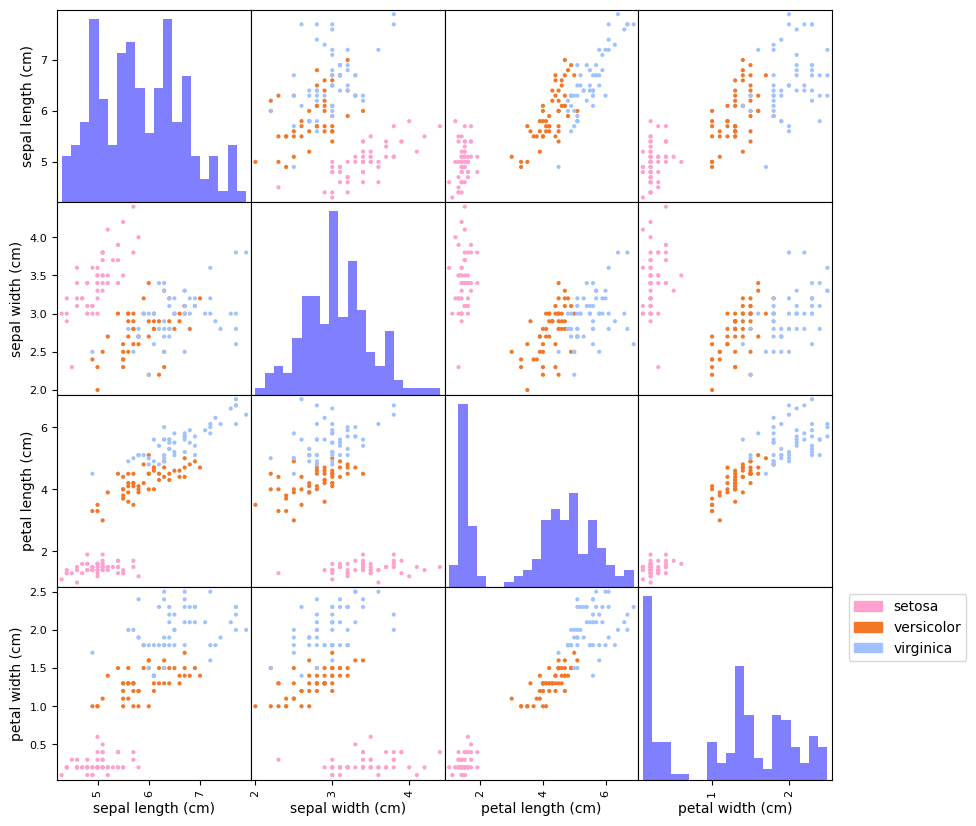 sepal length (cm)
7
6
5
sepal width (cm)
4.0
3.5
3.0
2.5
2.0
petal length (cm)
6
4
2
petal width (cm)
2.5
2.0
1.5
1.0
0.5
5
6
7
2
3
4
2
4
6
1
2
sepal length (cm)
sepal width (cm)
petal length (cm)
petal width (cm)
setosa
versicolor
virginica